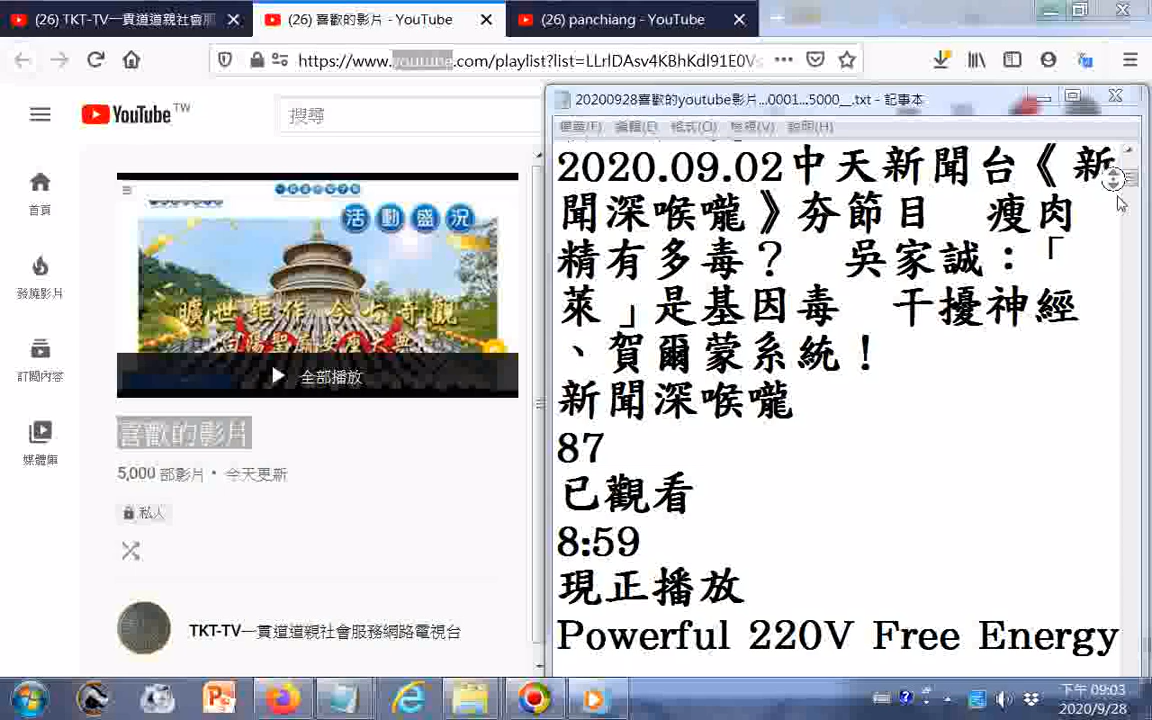 (26) TKT-TV一貫道道親社會服
(26) 喜歡的影片 - YouTube
(26) panchiang - YouTube
https://www.youtube.com/playlist?list=LLrlDAsv4KBhKdl91E0Vs
YouTube TW
搜尋
首頁
發燒影片
訂閱內容
媒體庫
活動盛況
曠世鉅作 今古奇觀
全部播放
喜歡的影片
5,000 部影片・今天更新
私人
TKT-TV一貫道道親社會服務網路電視台
20200928喜歡的youtube影片...0001...5000__.txt - 記事本
檔案(F) 編輯(E) 格式(O) 檢視(V) 說明(H)
2020.09.02中天新聞台《新
聞深喉嚨》夯節目　瘦肉
精有多毒？　吳家誠：「
萊」是基因毒　干擾神經
、賀爾蒙系統！
新聞深喉嚨
87
已觀看
8:59
現正播放
Powerful 220V Free Energy
下午 09:03
2020/9/28